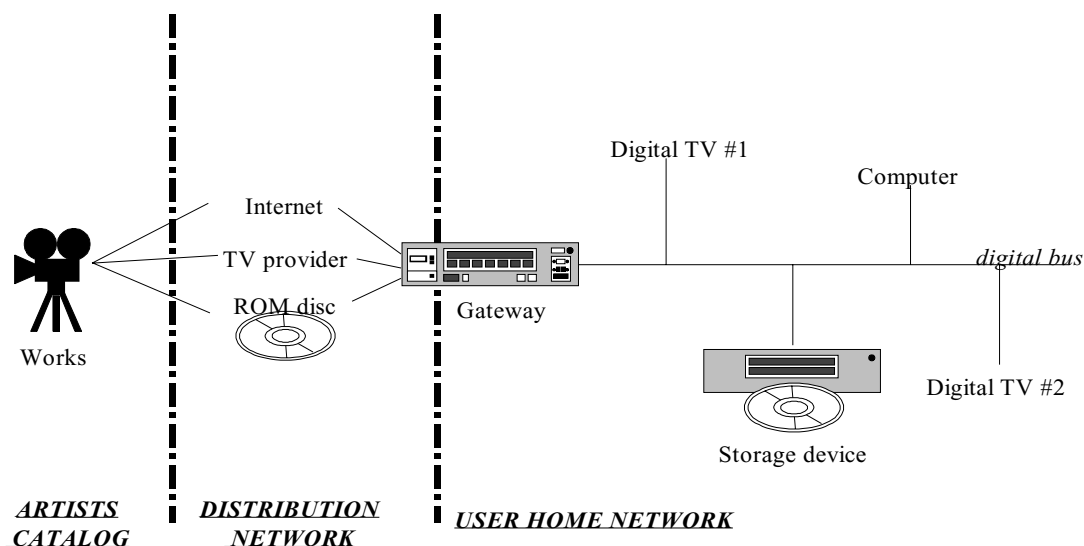 Digital TV #1
Computer
Internet
TV provider
digital bus
ROM disc
Gateway
Works
Digital TV #2
Storage device
ARTISTS
CATALOG
DISTRIBUTION
NETWORK
USER HOME NETWORK